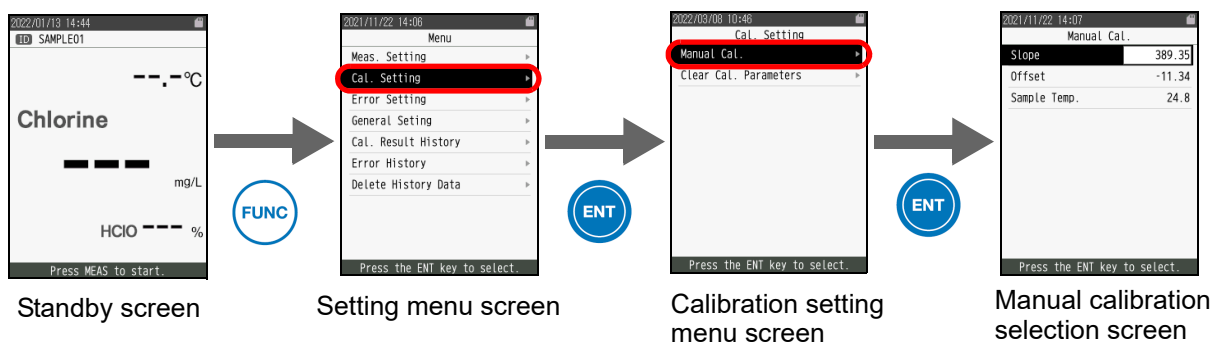 2022/01/13 14:44
ID SAMPLE01
--.-℃
Chlorine
---
mg/L
HClO --- %
Press MEAS to start.
Standby screen
FUNC
2021/11/22 14:06
Menu
Meas. Setting
Cal. Setting
Error Setting
General Seting
Cal. Result History
Error History
Delete History Data
Press the ENT key to select.
Setting menu screen
ENT
2022/03/08 10:46
Cal. Setting
Manual Cal.
Clear Cal. Parameters
Press the ENT key to select.
Calibration setting
menu screen
ENT
2021/11/22 14:07
Manual Cal.
Slope 389.35
Offset -11.34
Sample Temp. 24.8
Press the ENT key to select.
Manual calibration
selection screen